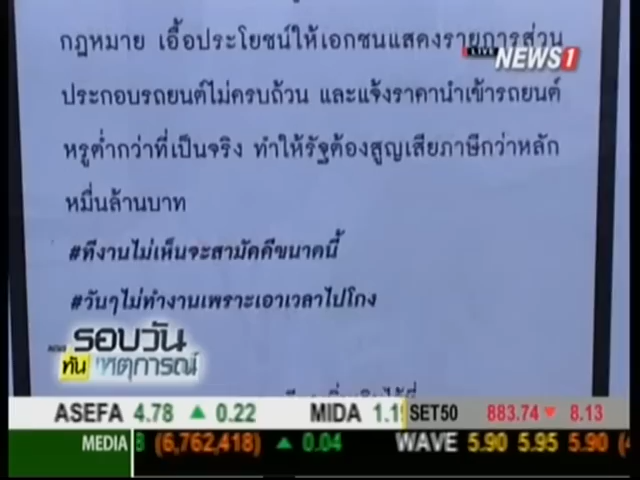 กฎหมาย เอื้อประโยชน์ให้เอกชนแสดงรายการส่วน
LIVE NEWS1
ประกอบรถยนต์ไม่ครบถ้วน และแจ้งราคานำเข้ารถยนต์
หรูต่ำกว่าที่เป็นจริง ทำให้รัฐต้องสูญเสียภาษีกว่าหลัก
หมื่นล้านบาท
#ทีงานไม่เห็นจะสามัคคีขนาดนี้
#วันๆไม่ทำงานเพราะเอาเวลาไปโกง
รอบวัน
ทันเหตุการณ์
ASEFA 4.78 ▲ 0.22 MIDA 1.1 SET50 883.74 ▼ 8.13
MEDIA (6,762,418) ▲ 0.04 WAVE 5.90 5.95 5.90